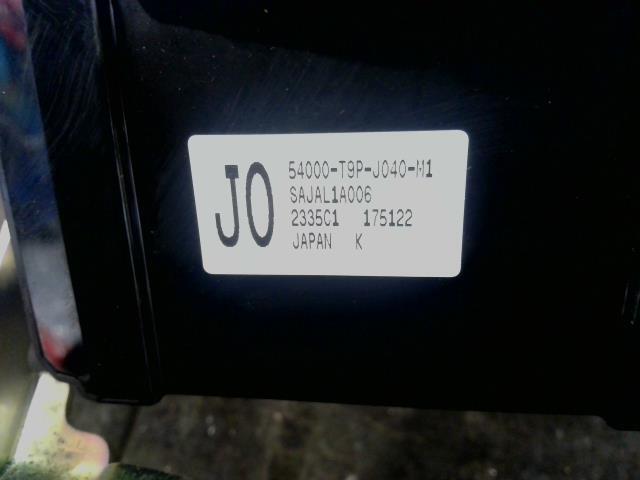 J0
54000-T9P-J040-M1
SAJAL1A006
2335C1 175122
JAPAN K